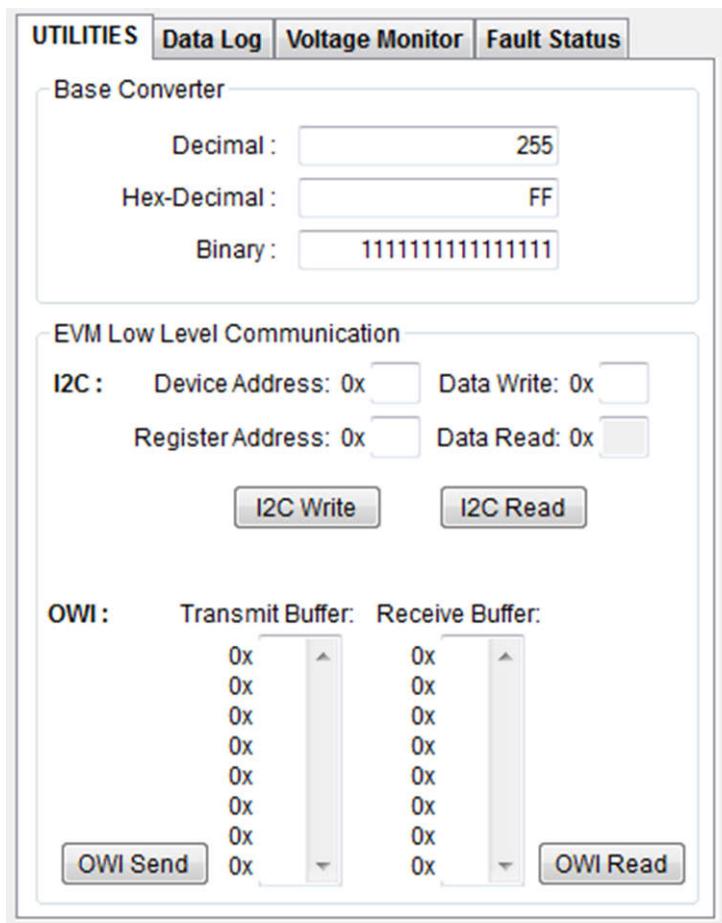 UTILITIES Data Log Voltage Monitor Fault Status
Base Converter
Decimal : 255
Hex-Decimal : FF
Binary : 1111111111111111
EVM Low Level Communication
I2C : Device Address: 0x Data Write: 0x
Register Address: 0x Data Read: 0x
I2C Write I2C Read
OWI : Transmit Buffer: Receive Buffer:
0x 0x
0x 0x
0x 0x
0x 0x
0x 0x
0x 0x
0x 0x
OWI Send 0x 0x OWI Read